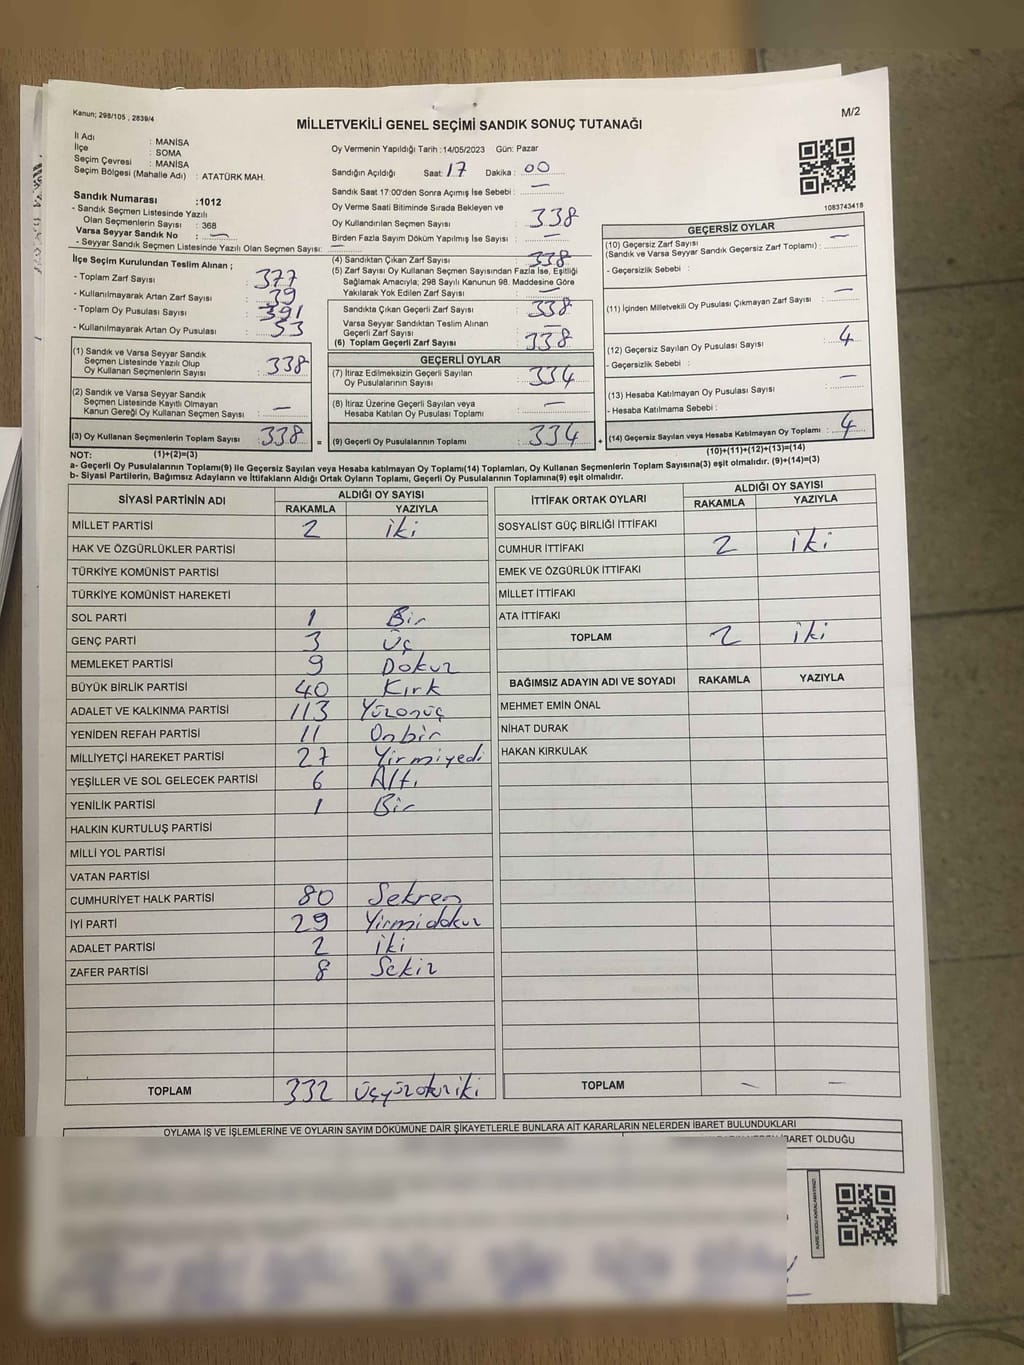 Kanun; 298/105 , 2839/4
M/2
MİLLETVEKİLİ GENEL SEÇİMİ SANDIK SONUÇ TUTANAĞI
İl Adı : MANİSA
İlçe : SOMA
Seçim Çevresi : MANİSA
Seçim Bölgesi (Mahalle Adı) : ATATÜRK MAH.
Sandık Numarası :1012
- Sandık Seçmen Listesinde Yazılı
Olan Seçmenlerin Sayısı : 368
Varsa Seyyar Sandık No : —
- Seyyar Sandık Seçmen Listesinde Yazılı Olan Seçmen Sayısı: —
Oy Vermenin Yapıldığı Tarih :14/05/2023 Gün: Pazar
Sandığın Açıldığı Saat: 17 Dakika : 00
Sandık Saat 17:00'den Sonra Açımış İse Sebebi : —
Oy Verme Saati Bitiminde Sırada Bekleyen ve
Oy Kullandırılan Seçmen Sayısı : 338
Birden Fazla Sayım Döküm Yapılmış İse Sayısı : —
1083743418
İlçe Seçim Kurulundan Teslim Alınan ;
- Toplam Zarf Sayısı : 377
- Kullanılmayarak Artan Zarf Sayısı : 39
- Toplam Oy Pusulası Sayısı : 391
- Kullanılmayarak Artan Oy Pusulası : 53
(1) Sandık ve Varsa Seyyar Sandık
Seçmen Listesinde Yazılı Olup
Oy Kullanan Seçmenlerin Sayısı : 338
(2) Sandık ve Varsa Seyyar Sandık
Seçmen Listesinde Kayıtlı Olmayan
Kanun Gereği Oy Kullanan Seçmen Sayısı : —
(3) Oy Kullanan Seçmenlerin Toplam Sayısı : 338 =
(4) Sandıktan Çıkan Zarf Sayısı : 338
(5) Zarf Sayısı Oy Kullanan Seçmen Sayısından Fazla İse, Eşitliği
Sağlamak Amacıyla; 298 Sayılı Kanunun 98. Maddesine Göre
Yakılarak Yok Edilen Zarf Sayısı : —
Sandıkta Çıkan Geçerli Zarf Sayısı : 338
Varsa Seyyar Sandıktan Teslim Alınan
Geçerli Zarf Sayısı : —
(6) Toplam Geçerli Zarf Sayısı : 338
GEÇERLİ OYLAR
(7) İtiraz Edilmeksizin Geçerli Sayılan
Oy Pusulalarının Sayısı : 334
(8) İtiraz Üzerine Geçerli Sayılan veya
Hesaba Katılan Oy Pusulası Toplamı : —
(9) Geçerli Oy Pusulalarının Toplamı : 334 +
GEÇERSİZ OYLAR
(10) Geçersiz Zarf Sayısı
(Sandık ve Varsa Seyyar Sandık Geçersiz Zarf Toplamı) : —
- Geçersizlik Sebebi :
(11) İçinden Milletvekili Oy Pusulası Çıkmayan Zarf Sayısı : —
(12) Geçersiz Sayılan Oy Pusulası Sayısı : 4
- Geçersizlik Sebebi :
(13) Hesaba Katılmayan Oy Pusulası Sayısı : —
- Hesaba Katılmama Sebebi :
(14) Geçersiz Sayılan veya Hesaba Katılmayan Oy Toplamı : 4
NOT: (1)+(2)=(3) (10)+(11)+(12)+(13)=(14)
a- Geçerli Oy Pusulalarının Toplamı(9) ile Geçersiz Sayılan veya Hesaba katılmayan Oy Toplamı(14) Toplamları, Oy Kullanan Seçmenlerin Toplam Sayısına(3) eşit olmalıdır. (9)+(14)=(3)
b- Siyasi Partilerin, Bağımsız Adayların ve İttifakların Aldığı Ortak Oyların Toplamı, Geçerli Oy Pusulalarının Toplamına(9) eşit olmalıdır.
SİYASİ PARTİNİN ADI ALDIĞI OY SAYISI
RAKAMLA YAZIYLA
MİLLET PARTİSİ 2 iki
HAK VE ÖZGÜRLÜKLER PARTİSİ
TÜRKİYE KOMÜNİST PARTİSİ
TÜRKİYE KOMÜNİST HAREKETİ
SOL PARTİ 1 Bir
GENÇ PARTİ 3 Üç
MEMLEKET PARTİSİ 9 Dokuz
BÜYÜK BİRLİK PARTİSİ 40 Kırk
ADALET VE KALKINMA PARTİSİ 113 Yüzonüç
YENİDEN REFAH PARTİSİ 11 Onbir
MİLLİYETÇİ HAREKET PARTİSİ 27 Yirmiyedi
YEŞİLLER VE SOL GELECEK PARTİSİ 6 Altı
YENİLİK PARTİSİ 1 Bir
HALKIN KURTULUŞ PARTİSİ
MİLLİ YOL PARTİSİ
VATAN PARTİSİ
CUMHURİYET HALK PARTİSİ 80 Seksen
İYİ PARTİ 29 Yirmidokuz
ADALET PARTİSİ 2 iki
ZAFER PARTİSİ 8 Sekiz
TOPLAM 332 üçyüzotuziki
İTTİFAK ORTAK OYLARI ALDIĞI OY SAYISI
RAKAMLA YAZIYLA
SOSYALİST GÜÇ BİRLİĞİ İTTİFAKI
CUMHUR İTTİFAKI 2 iki
EMEK VE ÖZGÜRLÜK İTTİFAKI
MİLLET İTTİFAKI
ATA İTTİFAKI
TOPLAM 2 iki
BAĞIMSIZ ADAYIN ADI VE SOYADI RAKAMLA YAZIYLA
MEHMET EMİN ÖNAL
NİHAT DURAK
HAKAN KIRKULAK
TOPLAM — —
OYLAMA İŞ VE İŞLEMLERİNE VE OYLARIN SAYIM DÖKÜMÜNE DAİR ŞİKAYETLERLE BUNLARA AİT KARARLARIN NELERDEN İBARET BULUNDUKLARI
İBARET OLDUĞU